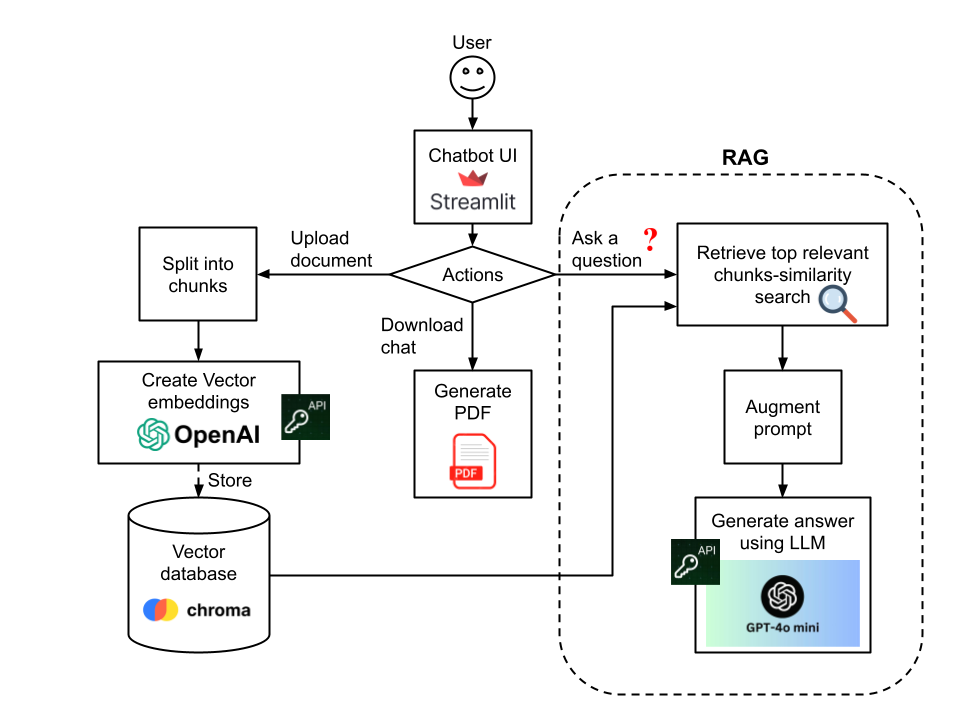 User
Chatbot UI
Streamlit
RAG
Upload
document
Ask a
question
?
Actions
Split into
chunks
Retrieve top relevant
chunks-similarity
search
Download
chat
Create Vector
embeddings
OpenAI
API
Generate
PDF
PDF
Augment
prompt
Store
Vector
database
chroma
Generate answer
using LLM
API
GPT-4o mini